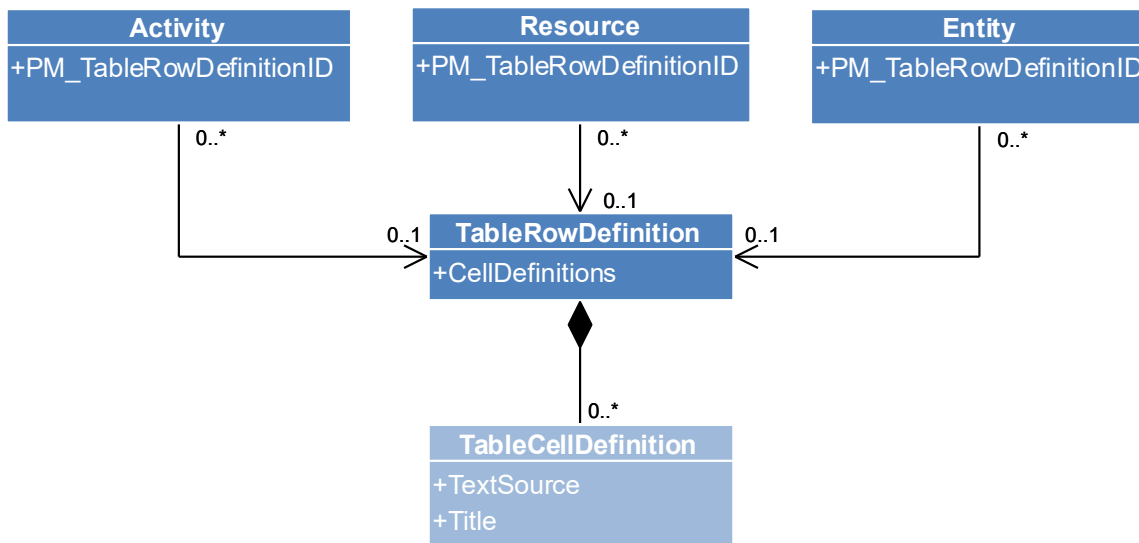 Activity
+PM_TableRowDefinitionID
Resource
+PM_TableRowDefinitionID
Entity
+PM_TableRowDefinitionID
0..*
0..*
0..*
0..1
0..1
0..1
TableRowDefinition
+CellDefinitions
0..*
TableCellDefinition
+TextSource
+Title